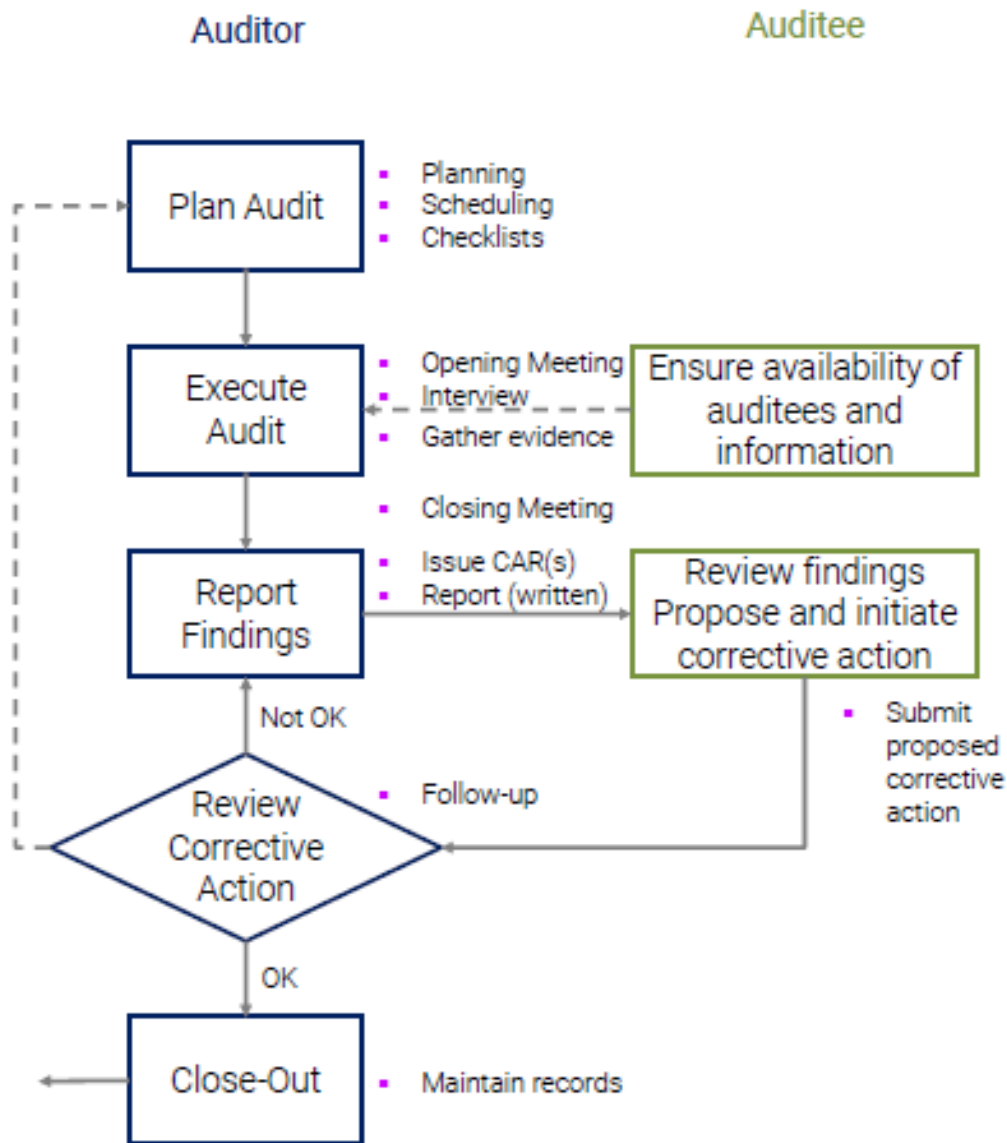 Auditor
Auditee
Plan Audit
Planning
Scheduling
Checklists
Execute
Audit
Opening Meeting
Interview
Gather evidence
Ensure availability of
auditees and
information
Closing Meeting
Report
Findings
Issue CAR(s)
Report (written)
Review findings
Propose and initiate
corrective action
Not OK
Submit
proposed
corrective
action
Review
Corrective
Action
Follow-up
OK
Close-Out
Maintain records